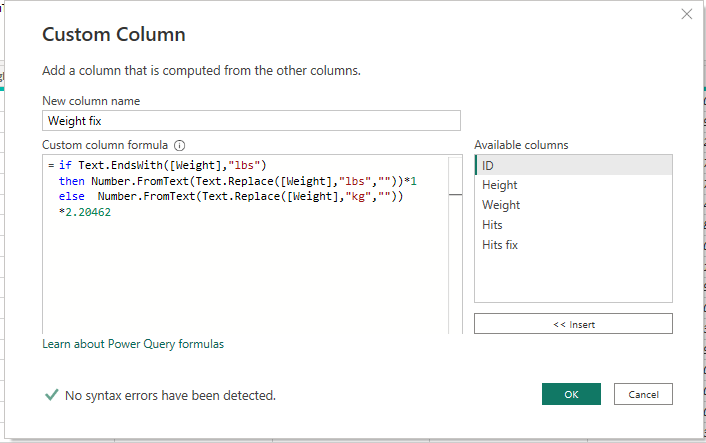 Custom Column
Add a column that is computed from the other columns.
New column name
Weight fix
Custom column formula
Available columns
= if Text.EndsWith([Weight],"lbs")
then Number.FromText(Text.Replace([Weight],"lbs",""))*1
else  Number.FromText(Text.Replace([Weight],"kg",""))
*2.20462
ID
Height
Weight
Hits
Hits fix
<< Insert
Learn about Power Query formulas
No syntax errors have been detected.
OK
Cancel